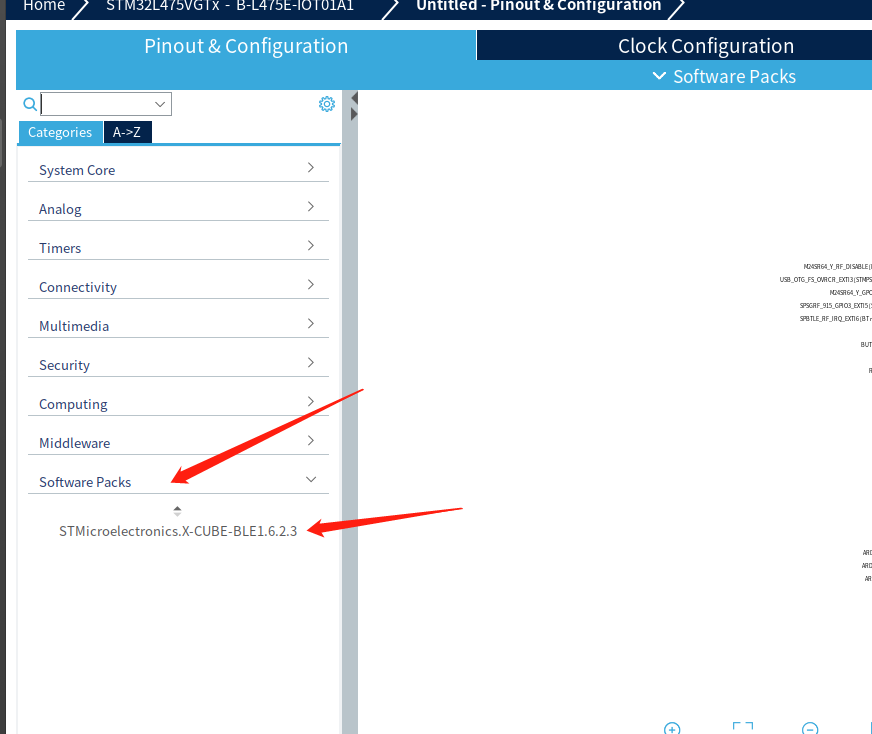 Home STM32L475VGTx - B-L475E-IOT01A1 Untitled - Pinout & Configuration
Pinout & Configuration Clock Configuration
Software Packs
Categories A->Z
System Core
Analog
Timers
Connectivity
Multimedia
Security
Computing
Middleware
Software Packs
STMicroelectronics.X-CUBE-BLE1.6.2.3
M24SR64_Y_RF_DISABLE(
USB_OTG_FS_OVRCR_EXTI3(STMPS
M24SR64_Y_GPO
SPSGRF_915_GPIO3_EXTI5(
SPBTLE_RF_IRQ_EXTI6(BT
BUT
ARD
ARD
AR